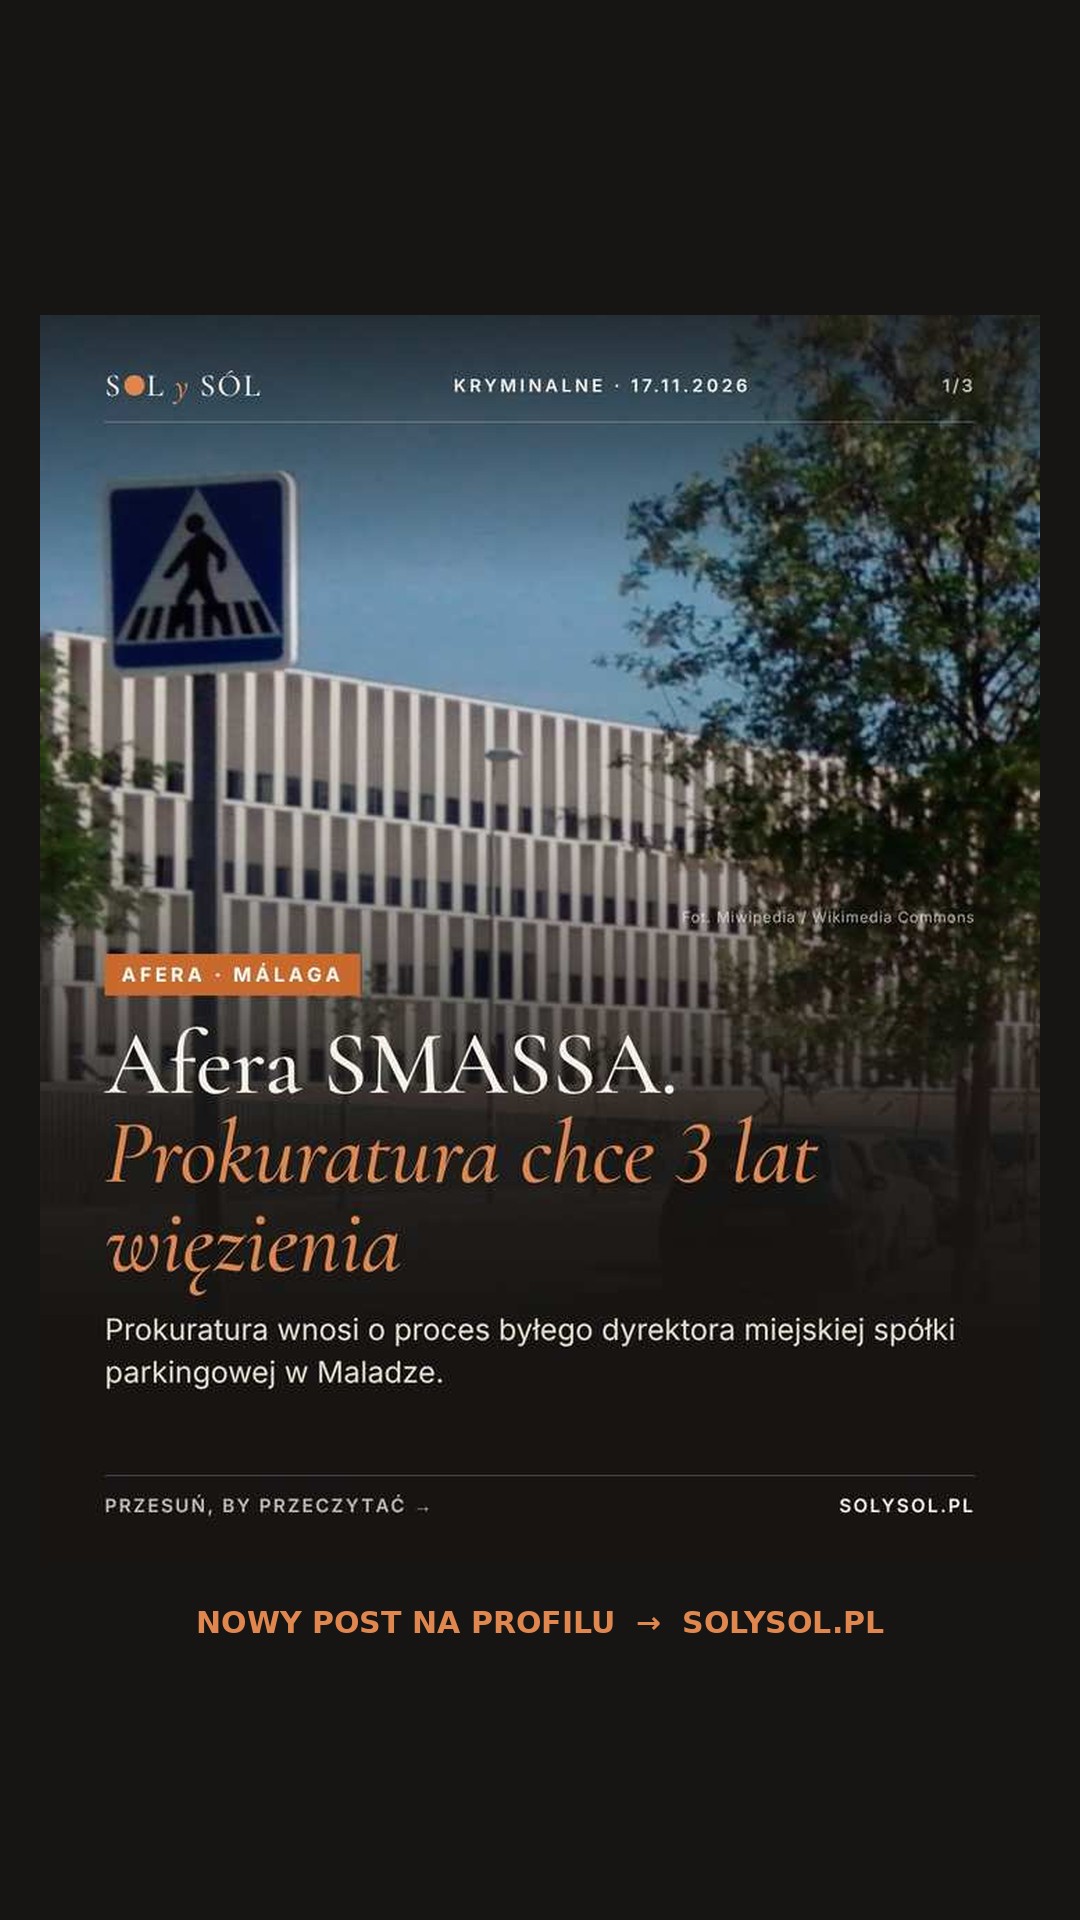 SOL y SÓL
KRYMINALNE · 17.11.2026
1/3
Fot. Miwipedia / Wikimedia Commons
AFERA · MÁLAGA
Afera SMASSA.
Prokuratura chce 3 lat
więzienia
Prokuratura wnosi o proces byłego dyrektora miejskiej spółki
parkingowej w Maladze.
PRZESUŃ, BY PRZECZYTAĆ →
SOLYSOL.PL
NOWY POST NA PROFILU → SOLYSOL.PL